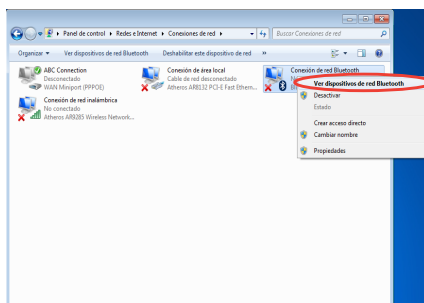 Panel de control ▸ Redes e Internet ▸ Conexiones de red ▸
Buscar Conexiones de red
Organizar
Ver dispositivos de red Bluetooth
Deshabilitar este dispositivo de red
»
ABC Connection
Desconectado
WAN Miniport (PPPOE)
Conexión de área local
Cable de red desconectado
Atheros AR8132 PCI-E Fast Ethern...
Conexión de red Bluetooth
Conexión de red inalámbrica
No conectado
Atheros AR9285 Wireless Network...
Ver dispositivos de red Bluetooth
Desactivar
Estado
Crear acceso directo
Cambiar nombre
Propiedades